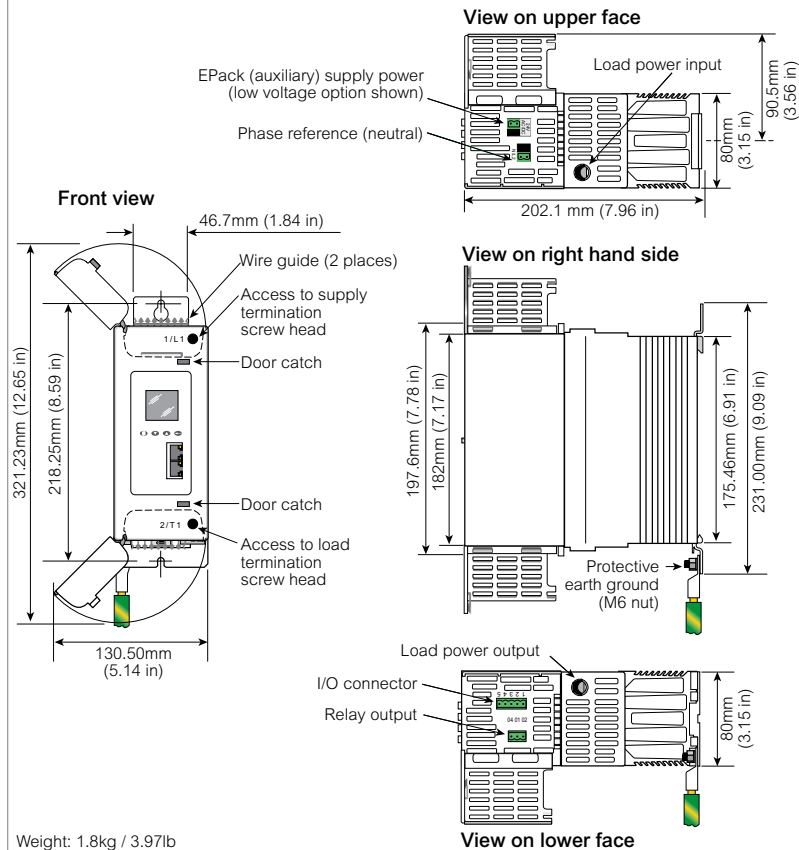 View on upper face
EPack (auxiliary) supply power
(low voltage option shown)
Load power input
Phase reference (neutral)
90.5mm
(3.56 in)
80mm
(3.15 in)
202.1 mm (7.96 in)
Front view
46.7mm (1.84 in)
Wire guide (2 places)
Access to supply
termination
screw head
1/L1
Door catch
321.23mm (12.65 in)
218.25mm (8.59 in)
Door catch
2/T1
Access to load
termination
screw head
130.50mm
(5.14 in)
View on right hand side
197.6mm (7.78 in)
182mm (7.17 in)
175.46mm (6.91 in)
231.00mm (9.09 in)
Protective
earth ground
(M6 nut)
Load power output
I/O connector
5 4 3 2 1
Relay output
04 01 02
80mm
(3.15 in)
Weight: 1.8kg / 3.97lb
View on lower face